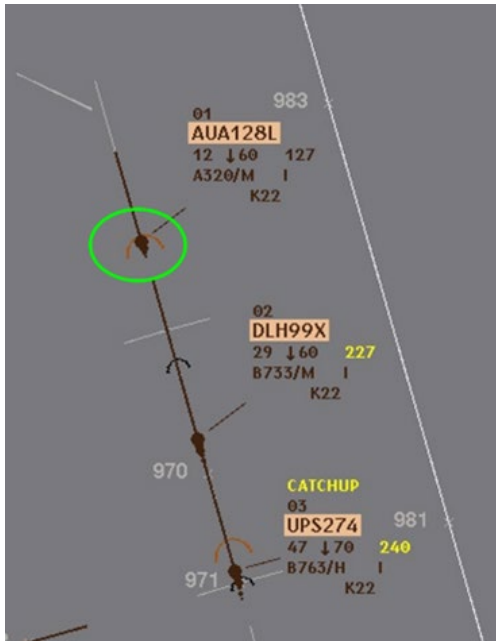 983
01
AUA128L
12 ↓60 127
A320/M I
K22
02
DLH99X
29 ↓60 227
B733/M I
K22
970
CATCHUP
03
UPS274
981
47 ↓70 240
B763/H I
971
K22